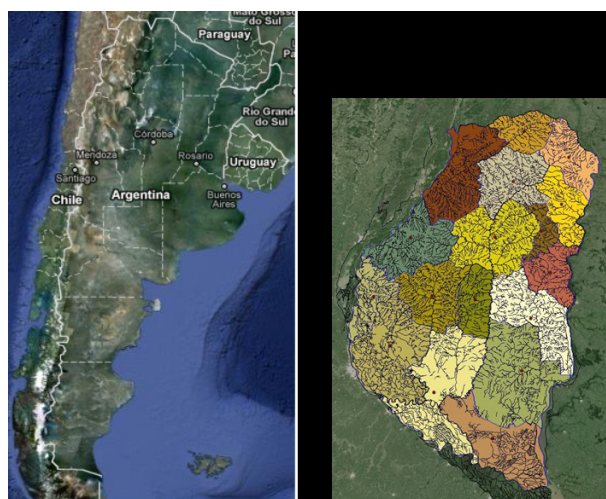 Mato Grosso
do Sul
Paraguay
Rio Grande
do Sul
Córdoba
Mendoza
Rosario
Uruguay
Santiago
Buenos
Aires
Chile
Argentina